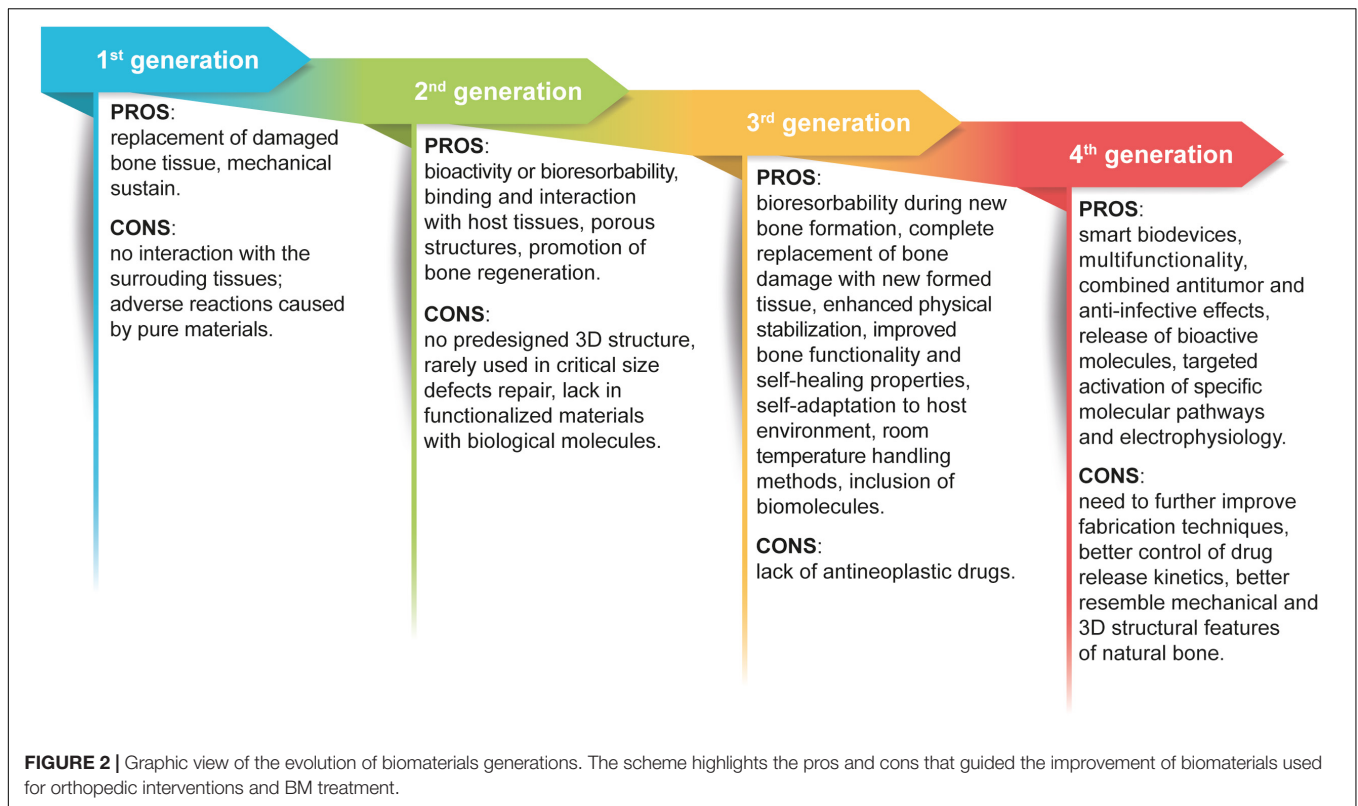 1st generation
PROS:
replacement of damaged
bone tissue, mechanical
sustain.
CONS:
no interaction with the
surrouding tissues;
adverse reactions caused
by pure materials.
2nd generation
PROS:
bioactivity or bioresorbability,
binding and interaction
with host tissues, porous
structures, promotion of
bone regeneration.
CONS:
no predesigned 3D structure,
rarely used in critical size
defects repair, lack in
functionalized materials
with biological molecules.
3rd generation
PROS:
bioresorbability during new
bone formation, complete
replacement of bone
damage with new formed
tissue, enhanced physical
stabilization, improved
bone functionality and
self-healing properties,
self-adaptation to host
environment, room
temperature handling
methods, inclusion of
biomolecules.
CONS:
lack of antineoplastic drugs.
4th generation
PROS:
smart biodevices,
multifunctionality,
combined antitumor and
anti-infective effects,
release of bioactive
molecules, targeted
activation of specific
molecular pathways
and electrophysiology.
CONS:
need to further improve
fabrication techniques,
better control of drug
release kinetics, better
resemble mechanical and
3D structural features
of natural bone.
FIGURE 2 | Graphic view of the evolution of biomaterials generations. The scheme highlights the pros and cons that guided the improvement of biomaterials used
for orthopedic interventions and BM treatment.